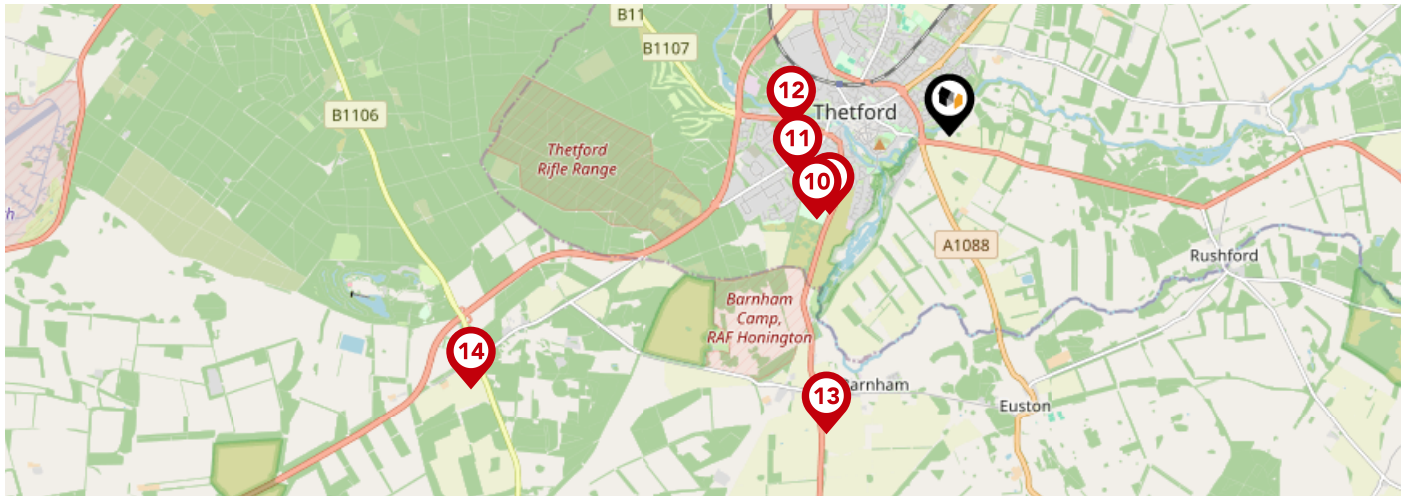 B11
B1107
12
Thetford
B1106
11
Thetford
Rifle Range
10
A1088
Rushford
Barnham
Camp,
RAF Honington
14
13
arnham
Euston